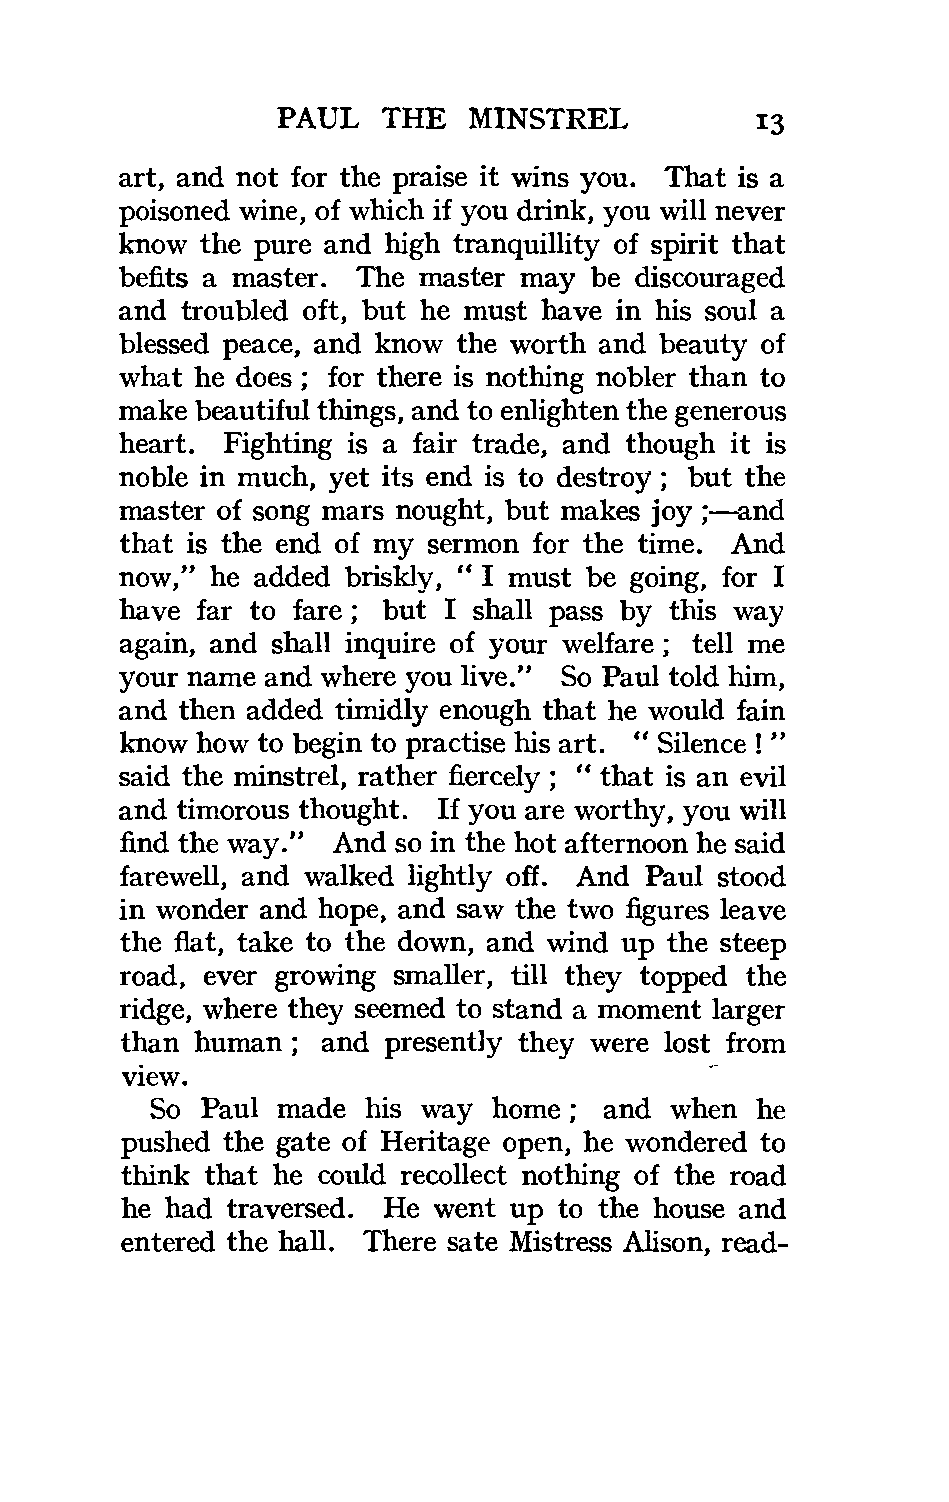 PAUL THE MINSTREL 13
art, and not for the praise it wins you. That is a
poisoned wine, of which if you drink, you will never
know the pure and high tranquillity of spirit that
befits a master. The master may be discouraged
and troubled oft, but he must have in his soul a
blessed peace, and know the worth and beauty of
what he does ; for there is nothing nobler than to
make beautiful things, and to enlighten the generous
heart. Fighting is a fair trade, and though it is
noble in much, yet its end is to destroy ; but the
master of song mars nought, but makes joy ;—and
that is the end of my sermon for the time. And
now," he added briskly, " I must be going, for I
have far to fare ; but I shall pass by this way
again, and shall inquire of your welfare ; tell me
your name and where you live." So Paul told him,
and then added timidly enough that he would fain
know how to begin to practise his art. " Silence ! "
said the minstrel, rather fiercely ; " that is an evil
and timorous thought. If you are worthy, you will
find the way." And so in the hot afternoon he said
farewell, and walked lightly off. And Paul stood
in wonder and hope, and saw the two figures leave
the flat, take to the down, and wind up the steep
road, ever growing smaller, till they topped the
ridge, where they seemed to stand a moment larger
than human ; and presently they were lost from
view.
So Paul made his way home ; and when he
pushed the gate of Heritage open, he wondered to
think that he could recollect nothing of the road
he had traversed. He went up to the house and
entered the hall. There sate Mistress Alison, read-